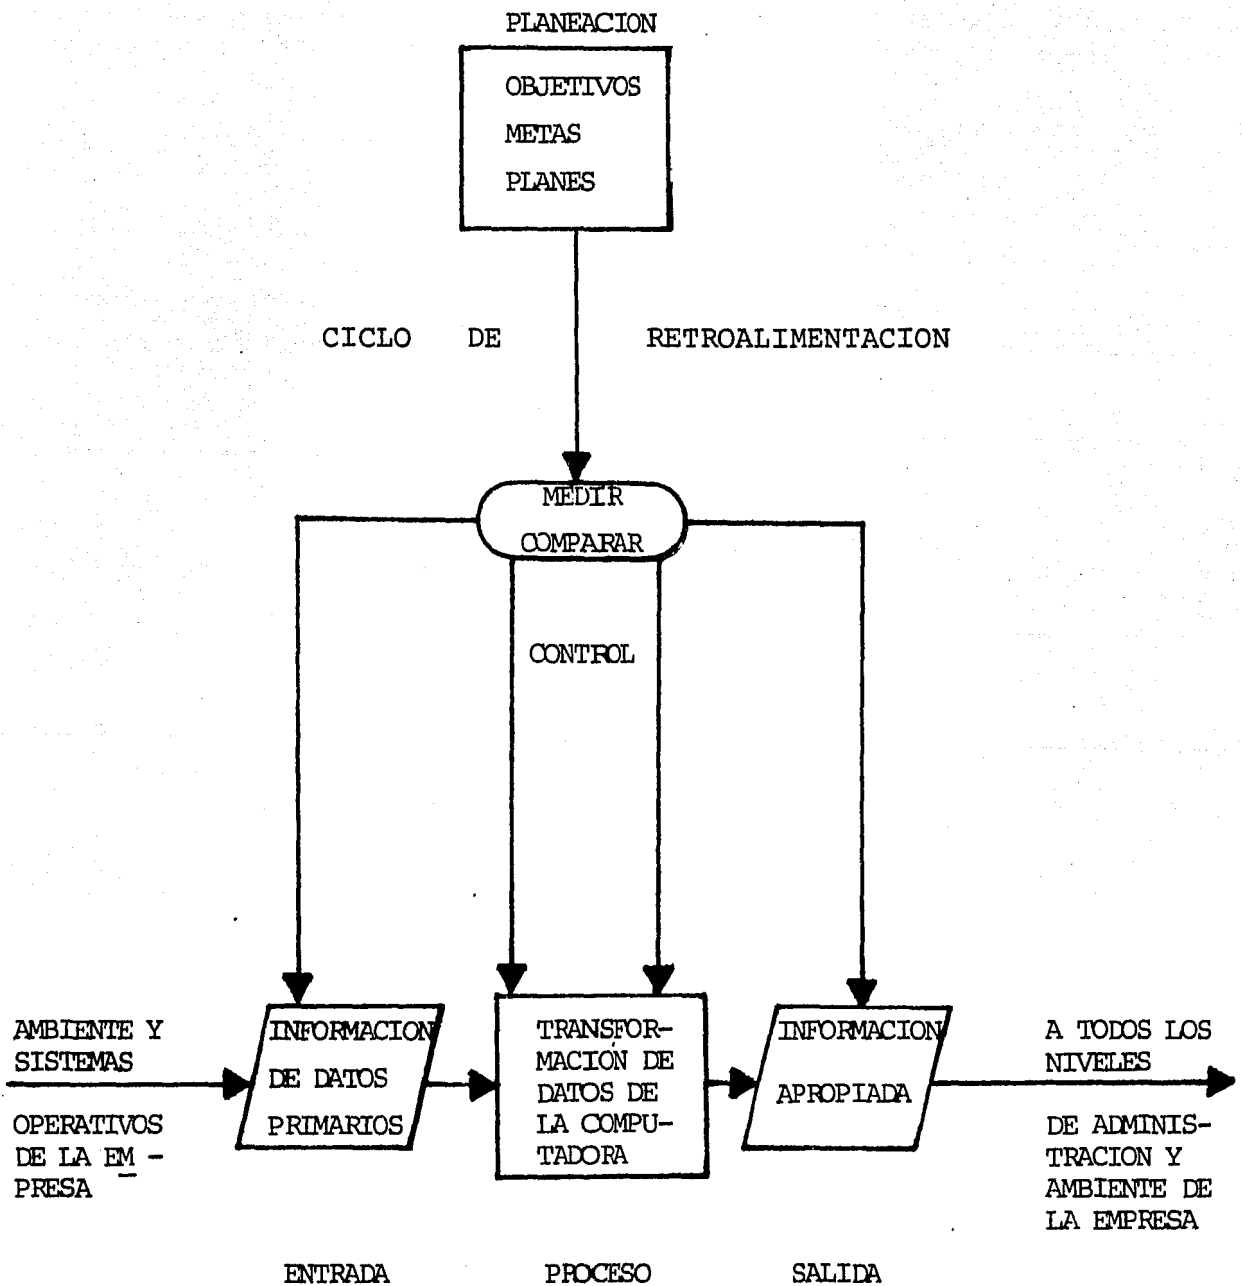 PLANEACION
OBJETIVOS
METAS
PLANES
CICLO DE RETROALIMENTACION
MEDIR
COMPARAR
CONTROL
AMBIENTE Y
SISTEMAS
OPERATIVOS
DE LA EM -
PRESA
INFORMACION
DE DATOS
PRIMARIOS
TRANSFOR-
MACIÓN DE
DATOS DE
LA COMPU-
TADORA
INFORMACION
APROPIADA
A TODOS LOS
NIVELES
DE ADMINIS-
TRACION Y
AMBIENTE DE
LA EMPRESA
ENTRADA PROCESO SALIDA